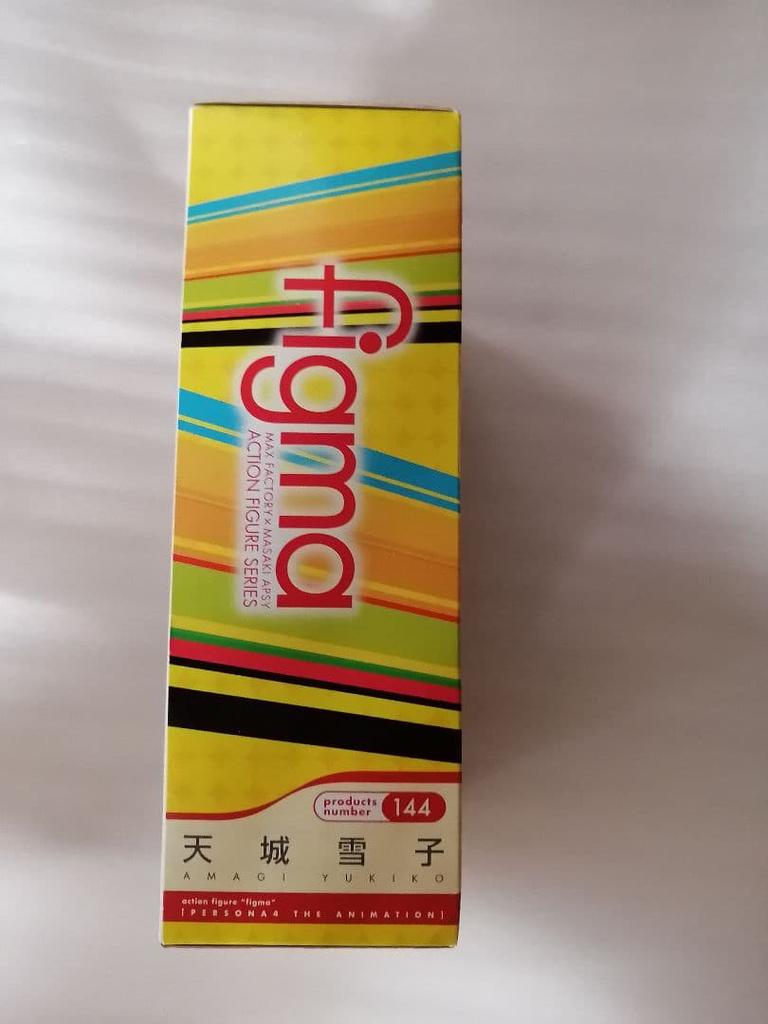 figma
MAX FACTORY × MASAKI APSY
ACTION FIGURE SERIES
products
number
144
天城雪子
AMAGI YUKIKO
action figure "figma"
[PERSONA4 THE ANIMATION]